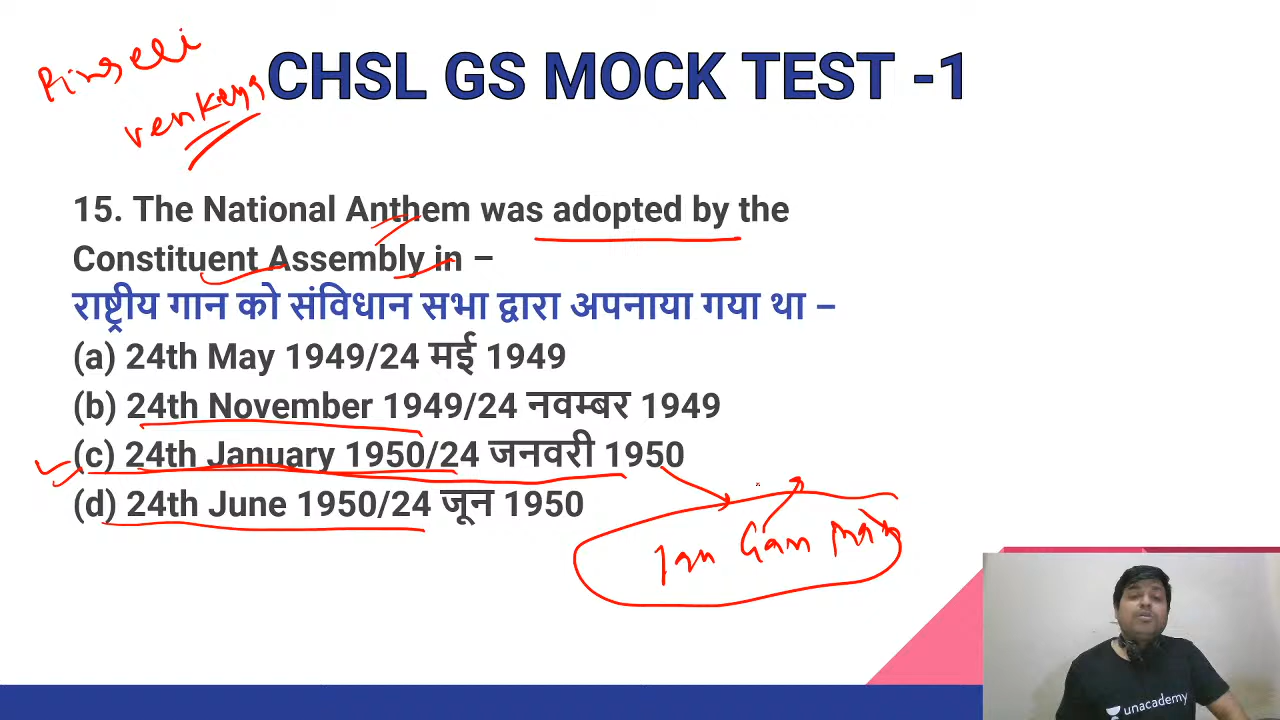 Pingeli
venkeya
CHSL GS MOCK TEST -1
15. The National Anthem was adopted by the
Constituent Assembly in –
राष्ट्रीय गान को संविधान सभा द्वारा अपनाया गया था –
(a) 24th May 1949/24 मई 1949
(b) 24th November 1949/24 नवम्बर 1949
(c) 24th January 1950/24 जनवरी 1950
(d) 24th June 1950/24 जून 1950
Jan Gan Man
unacademy